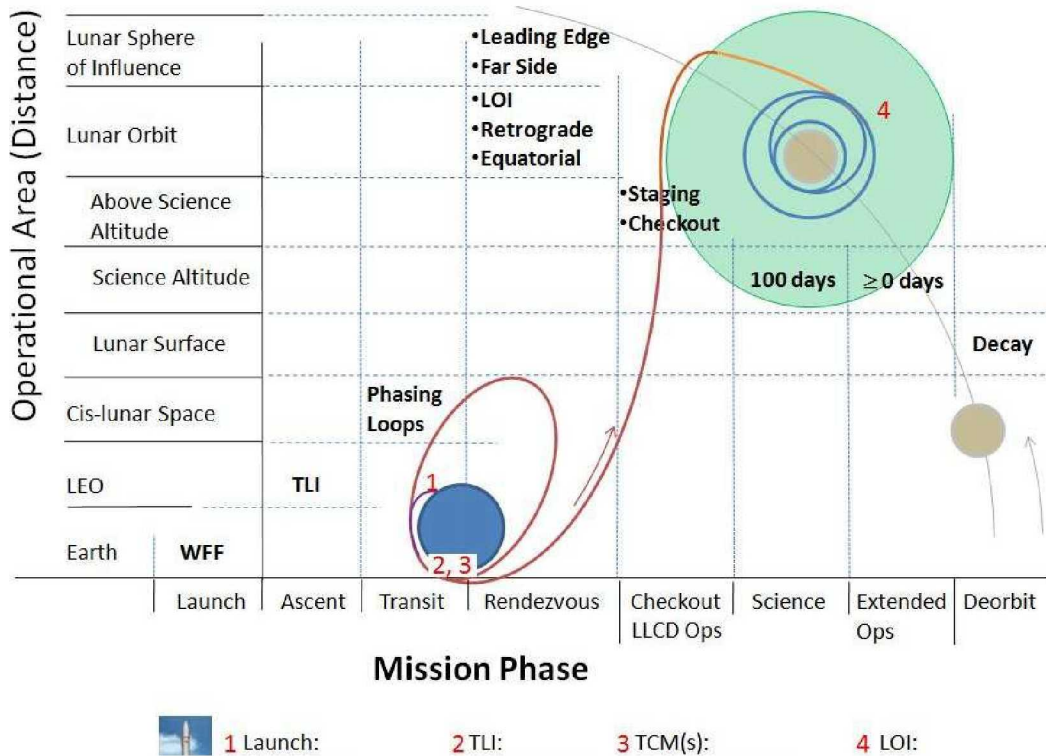 Operational Area (Distance)
Lunar Sphere
of Influence
•Leading Edge
•Far Side
Lunar Orbit
•LOI
•Retrograde
•Equatorial
4
Above Science
Altitude
•Staging
•Checkout
Science Altitude
100 days
≥0 days
Lunar Surface
Decay
Cis-lunar Space
Phasing
Loops
LEO
TLI
1
Earth
WFF
2, 3
Launch
Ascent
Transit
Rendezvous
Checkout
LLCD Ops
Science
Extended
Ops
Deorbit
Mission Phase
1 Launch:
2 TLI:
3 TCM(s):
4 LOI: